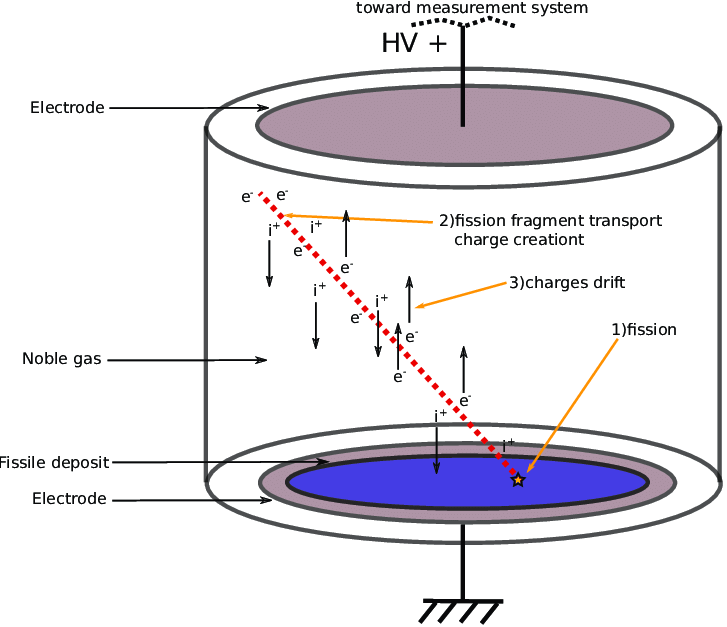 toward measurement system
HV +
Electrode
e⁻ e⁻
2)fission fragment transport
charge creationt
i⁺ i⁺
e⁻
e⁻
3)charges drift
i⁺ i⁺
e⁻
1)fission
e⁻
Noble gas
e⁻
e⁻
i⁺
i⁺
Fissile deposit
Electrode